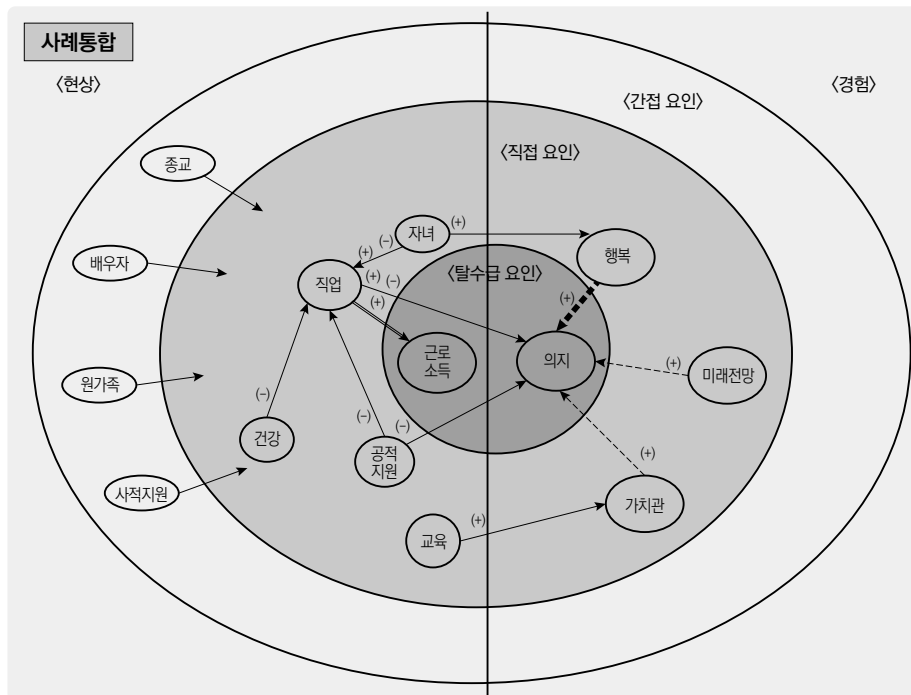 사례통합
〈현상〉
〈경험〉
〈간접 요인〉
〈직접 요인〉
종교
자녀
(+)
(+)
(-)
행복
배우자
직업
(+)
(-)
〈탈수급 요인〉
(+)
(+)
근로
소득
의지
(+)
미래전망
원가족
(-)
건강
(-)
(-)
공적
지원
(+)
사적지원
가치관
교육
(+)